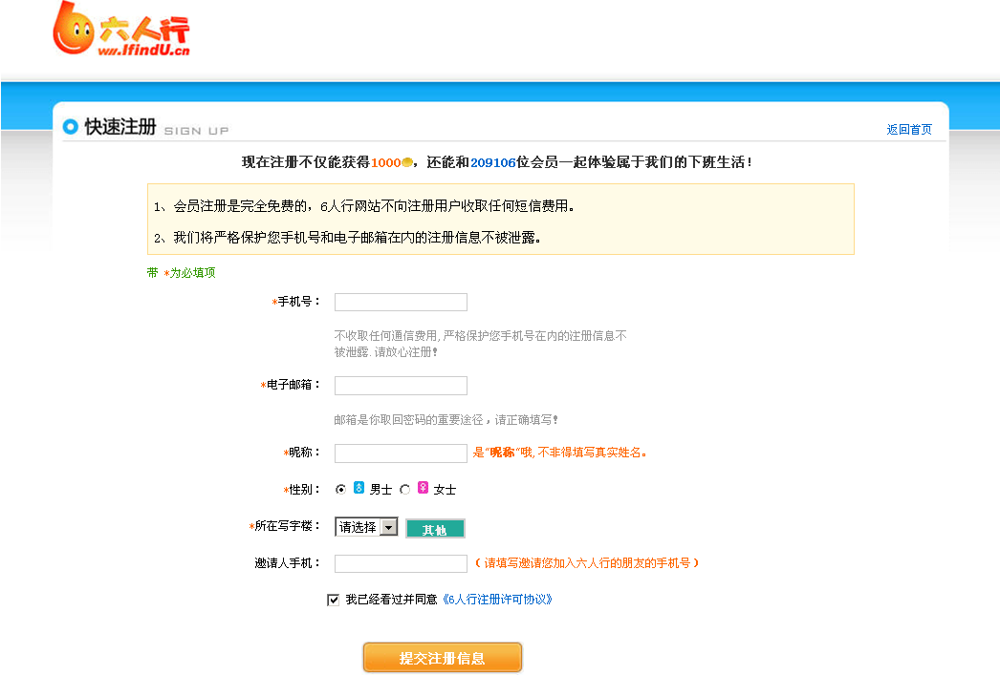 六人行
www.IfindU.cn
快速注册 SIGN UP
返回首页
现在注册不仅能获得1000，还能和209106位会员一起体验属于我们的下班生活！
1、会员注册是完全免费的，6人行网站不向注册用户收取任何短信费用。
2、我们将严格保护您手机号和电子邮箱在内的注册信息不被泄露。
带 *为必填项
*手机号：
不收取任何通信费用,严格保护您手机号在内的注册信息不
被泄露.请放心注册！
*电子邮箱：
邮箱是你取回密码的重要途径，请正确填写！
*昵称： 是“昵称“哦,不非得填写真实姓名。
*性别： 男士 女士
*所在写字楼： 请选择 其他
邀请人手机： （请填写邀请您加入六人行的朋友的手机号）
我已经看过并同意《6人行注册许可协议》
提交注册信息